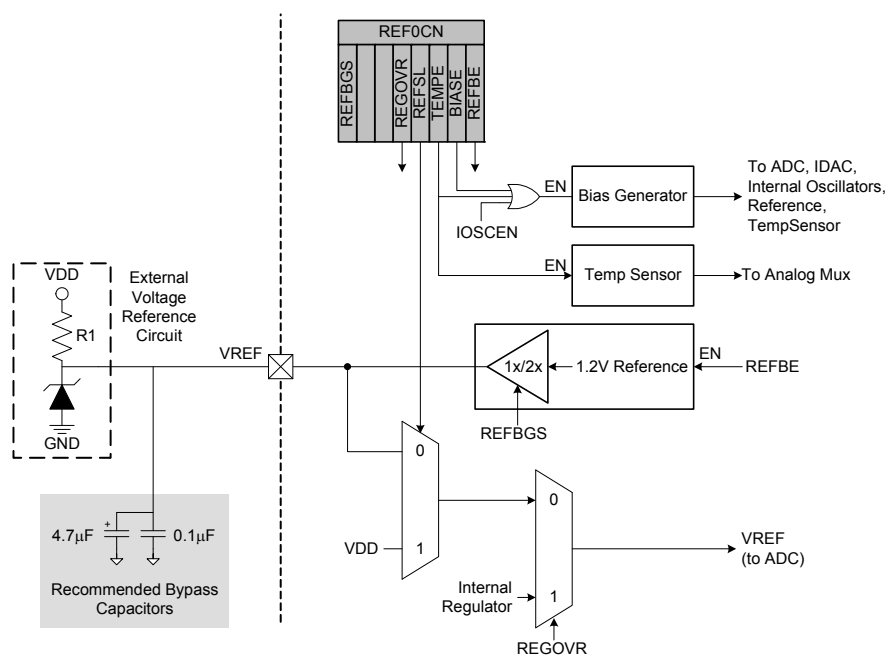 REF0CN
REFBGS
REGOVR
REFSL
TEMPE
BIASE
REFBE
EN
Bias Generator
To ADC, IDAC,
Internal Oscillators,
Reference,
TempSensor
IOSCEN
EN
Temp Sensor
To Analog Mux
VDD
R1
GND
External
Voltage
Reference
Circuit
VREF
1x/2x
1.2V Reference
EN
REFBE
REFBGS
0
1
VDD
0
1
Internal
Regulator
REGOVR
VREF
(to ADC)
4.7μF
+
0.1μF
Recommended Bypass
Capacitors